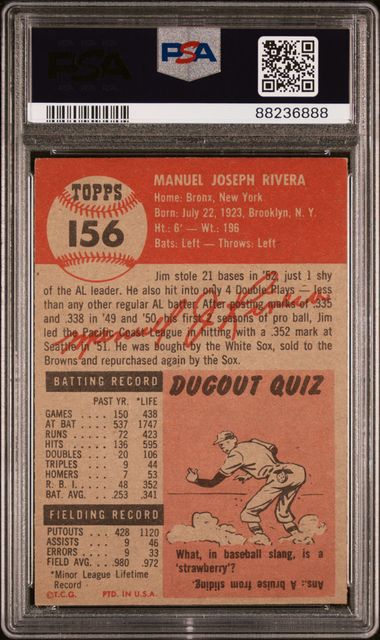 PSA
PSA
88236888
TOPPS
156
MANUEL JOSEPH RIVERA
Home: Bronx, New York
Born: July 22, 1923, Brooklyn, N. Y.
Ht.: 6' — Wt.: 196
Bats: Left — Throws: Left
Jim stole 21 bases in '52, just 1 shy
of the AL leader. He also hit into only 4 Double Plays — less
than any other regular AL batter. After posting marks of .335
and .338 in '49 and '50, his first 2 seasons of pro ball, Jim
led the Pacific Coast League in hitting with a .352 mark at
Seattle in '51. He was bought by the White Sox, sold to the
Browns and repurchased again by the Sox.
Manuel J. Rivera
BATTING RECORD
PAST YR. *LIFE
GAMES 150 438
AT BAT 537 1747
RUNS 72 423
HITS 136 595
DOUBLES 20 106
TRIPLES 9 44
HOMERS 7 53
R. B. I. 48 352
BAT. AVG. .253 .341
FIELDING RECORD
PUTOUTS 428 1120
ASSISTS 9 46
ERRORS 9 33
FIELD AVG. .980 .972
*Minor League Lifetime
Record
©T.C.G. PTD. IN U.S.A.
DUGOUT QUIZ
What, in baseball slang, is a
'strawberry'?
Ans.: A bruise from sliding.